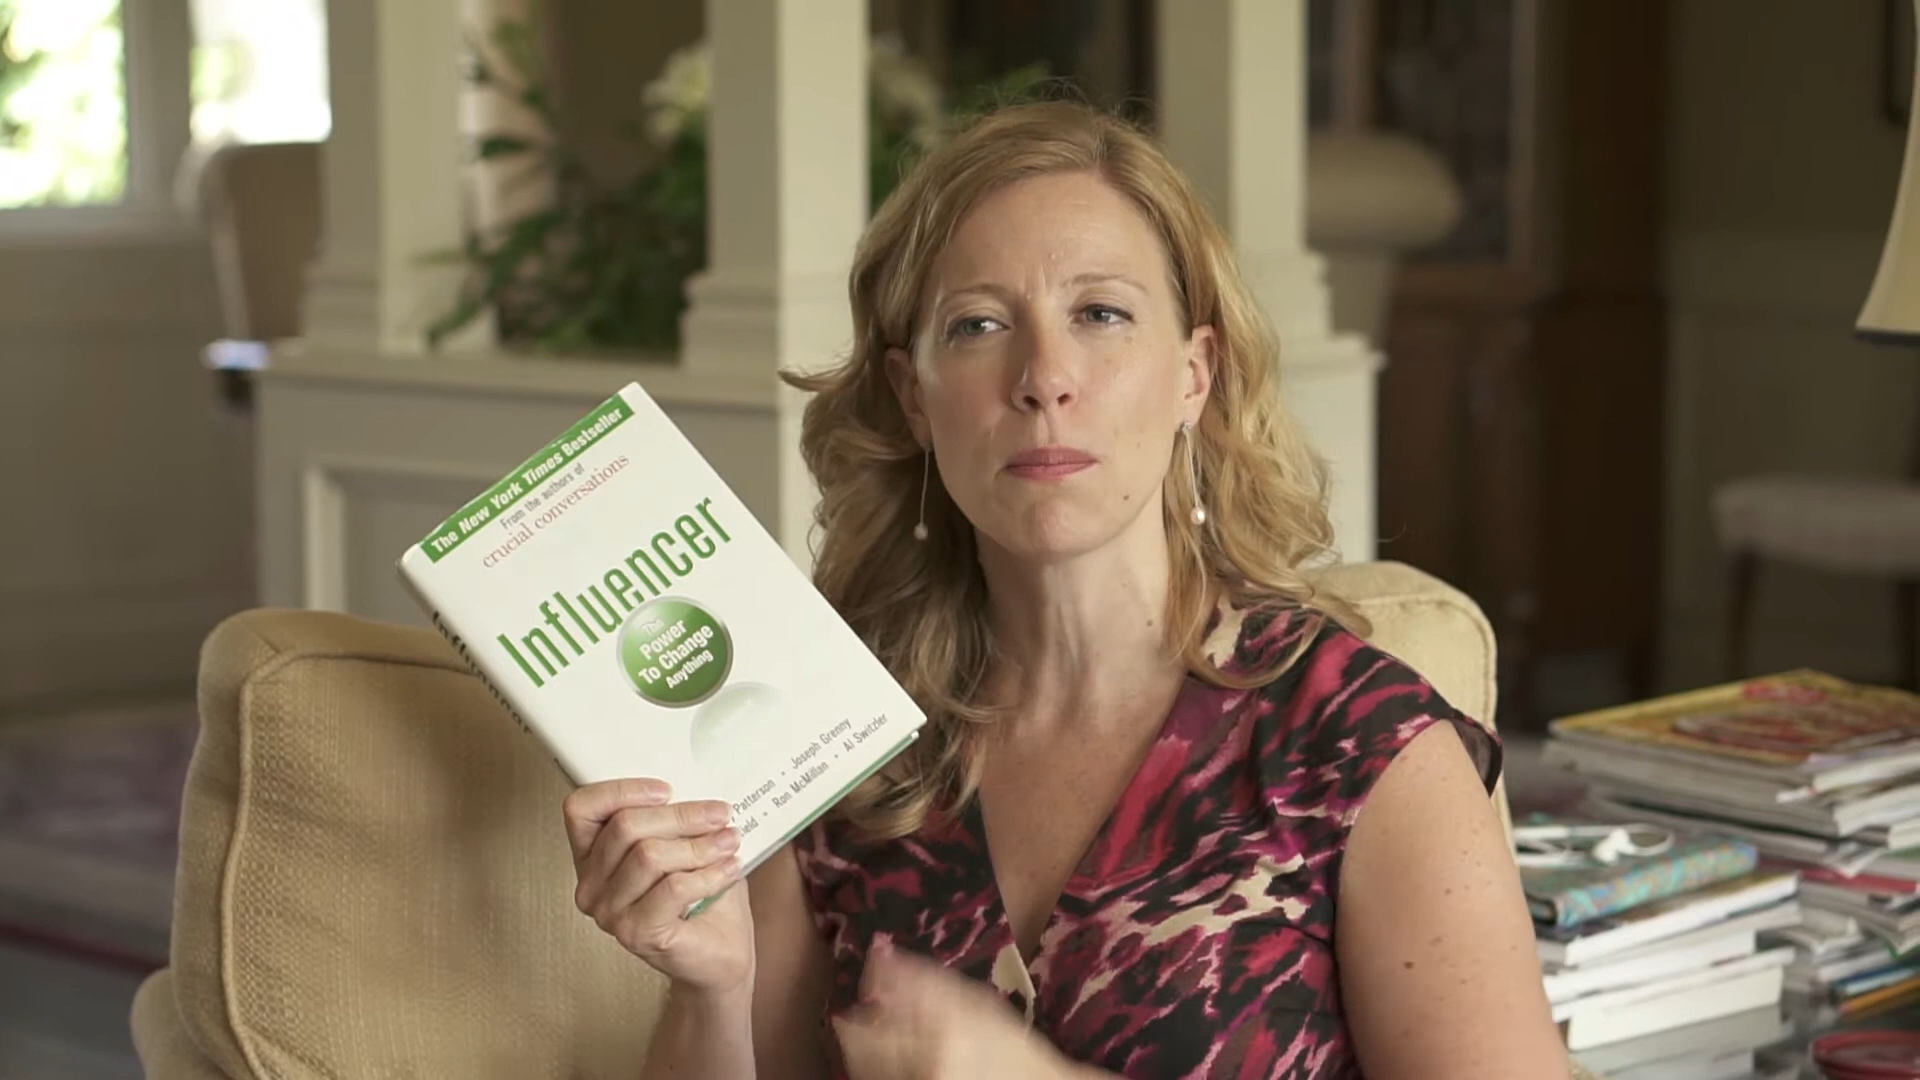 The New York Times Bestseller
From the authors of
crucial conversations
Influencer
The
Power
To Change
Anything
Patterson • Joseph Grenny
Ron McMillan • Al Switzler
Influencer